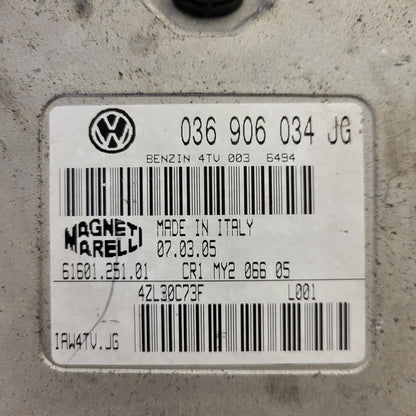 036 906 034 JG
BENZIN 4TV 003 6494
MAGNETI
MARELLI
MADE IN ITALY
07.03.05
61601.251.01 CR1 MY2 066 05
4ZL30C73F L001
IAW4TV.JG